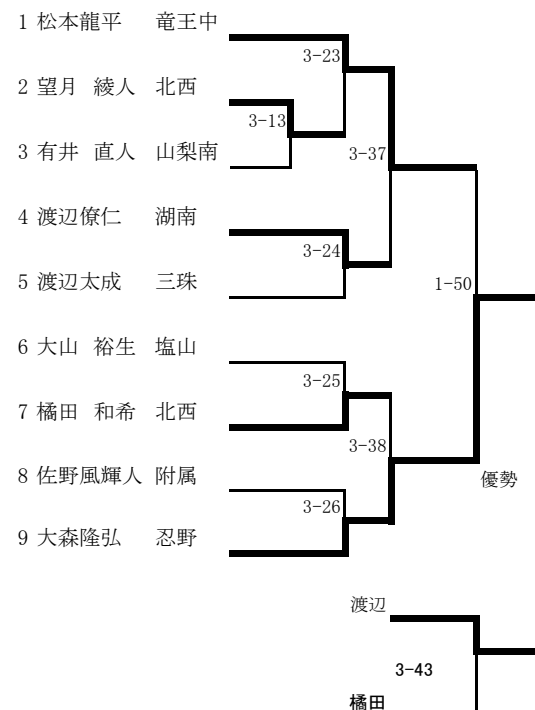 1 松本龍平 竜王中
3-23
2 望月 綾人 北西
3-13
3 有井 直人 山梨南
3-37
4 渡辺僚仁 湖南
3-24
5 渡辺太成 三珠
1-50
6 大山 裕生 塩山
3-25
7 橘田 和希 北西
3-38
8 佐野風輝人 附属
優勢
3-26
9 大森隆弘 忍野
渡辺
3-43
橘田